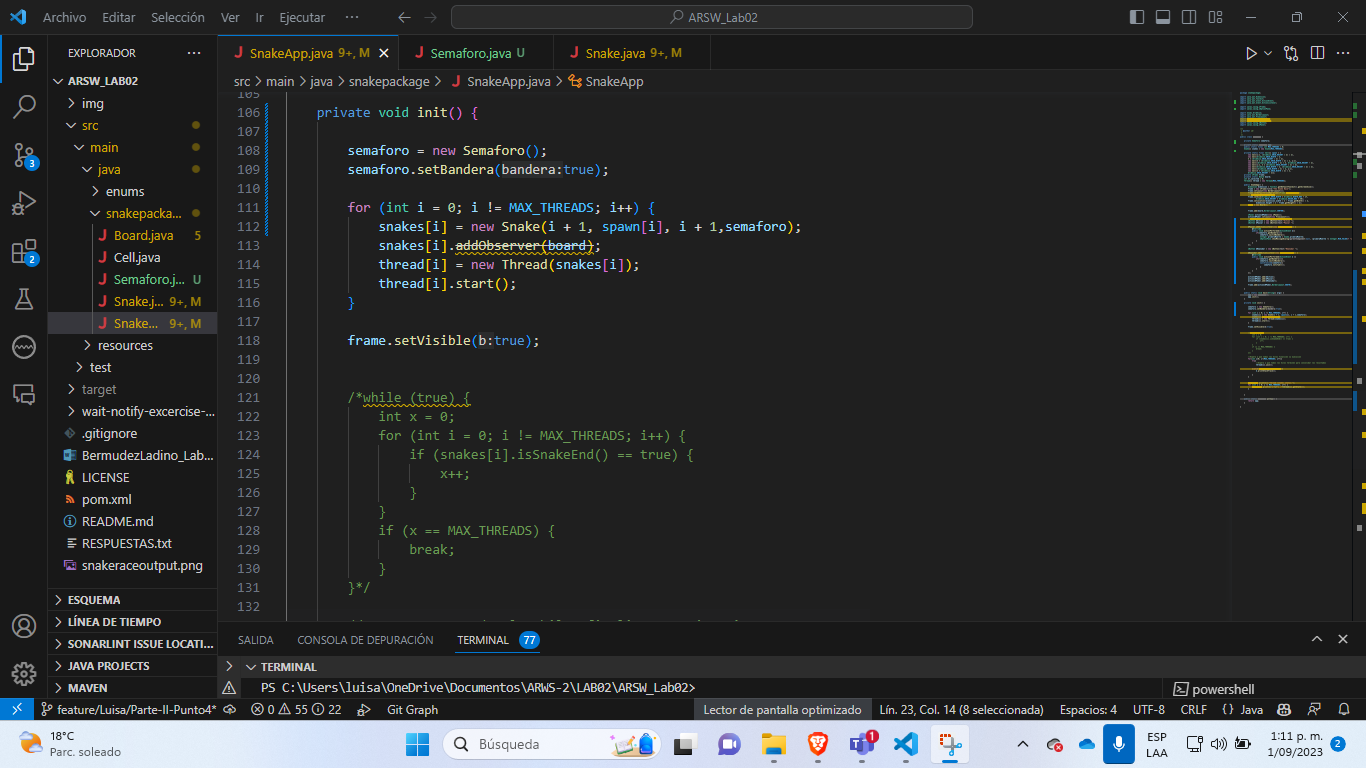 Archivo Editar Selección Ver Ir Ejecutar ··· ARSW_Lab02
EXPLORADOR ···
SnakeApp.java 9+, M
Semaforo.java U
Snake.java 9+, M
ARSW_LAB02
img
src
main
java
enums
snakepacka...
Board.java 5
Cell.java
Semaforo.j... U
Snake.j... 9+, M
Snake... 9+, M
resources
test
target
wait-notify-excercise-...
.gitignore
BermudezLadino_Lab...
LICENSE
pom.xml
README.md
RESPUESTAS.txt
snakeraceoutput.png
ESQUEMA
LÍNEA DE TIEMPO
SONARLINT ISSUE LOCATI...
JAVA PROJECTS
MAVEN
3
2
src > main > java > snakepackage > SnakeApp.java > SnakeApp
105
106 private void init() {
107
108 semaforo = new Semaforo();
109 semaforo.setBandera(bandera:true);
110
111 for (int i = 0; i != MAX_THREADS; i++) {
112 snakes[i] = new Snake(i + 1, spawn[i], i + 1,semaforo);
113 snakes[i].addObserver(board);
114 thread[i] = new Thread(snakes[i]);
115 thread[i].start();
116 }
117
118 frame.setVisible(b:true);
119
120
121 /*while (true) {
122 int x = 0;
123 for (int i = 0; i != MAX_THREADS; i++) {
124 if (snakes[i].isSnakeEnd() == true) {
125 x++;
126 }
127 }
128 if (x == MAX_THREADS) {
129 break;
130 }
131 }*/
132
SALIDA CONSOLA DE DEPURACIÓN TERMINAL 77
TERMINAL
PS C:\Users\luisa\OneDrive\Documentos\ARWS-2\LAB02\ARSW_Lab02>
powershell
feature/Luisa/Parte-II-Punto4* 0 55 22 Git Graph Lector de pantalla optimizado Lín. 23, Col. 14 (8 seleccionada) Espacios: 4 UTF-8 CRLF {} Java
18°C
Parc. soleado
Búsqueda
1
ESP
LAA
1:11 p. m.
1/09/2023
2